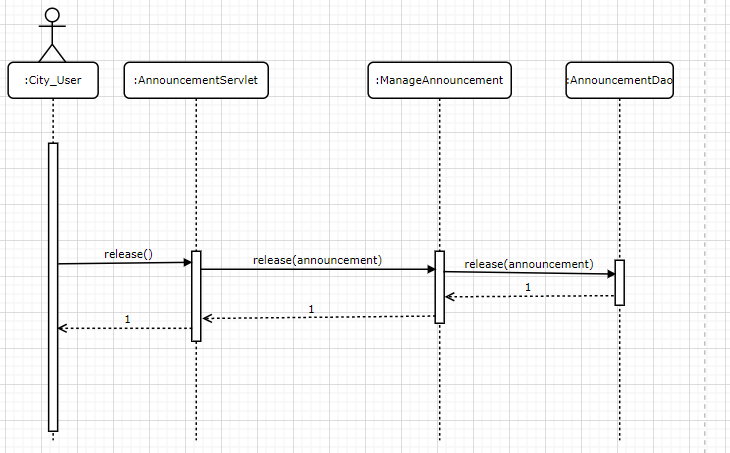 :City_User
:AnnouncementServlet
:ManageAnnouncement
:AnnouncementDao
release()
release(announcement)
release(announcement)
1
1
1